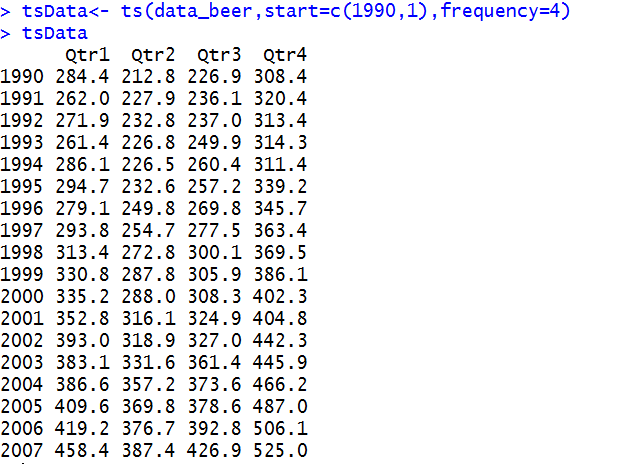 > tsData<- ts(data_beer,start=c(1990,1),frequency=4)
> tsData
      Qtr1  Qtr2  Qtr3  Qtr4
1990 284.4 212.8 226.9 308.4
1991 262.0 227.9 236.1 320.4
1992 271.9 232.8 237.0 313.4
1993 261.4 226.8 249.9 314.3
1994 286.1 226.5 260.4 311.4
1995 294.7 232.6 257.2 339.2
1996 279.1 249.8 269.8 345.7
1997 293.8 254.7 277.5 363.4
1998 313.4 272.8 300.1 369.5
1999 330.8 287.8 305.9 386.1
2000 335.2 288.0 308.3 402.3
2001 352.8 316.1 324.9 404.8
2002 393.0 318.9 327.0 442.3
2003 383.1 331.6 361.4 445.9
2004 386.6 357.2 373.6 466.2
2005 409.6 369.8 378.6 487.0
2006 419.2 376.7 392.8 506.1
2007 458.4 387.4 426.9 525.0